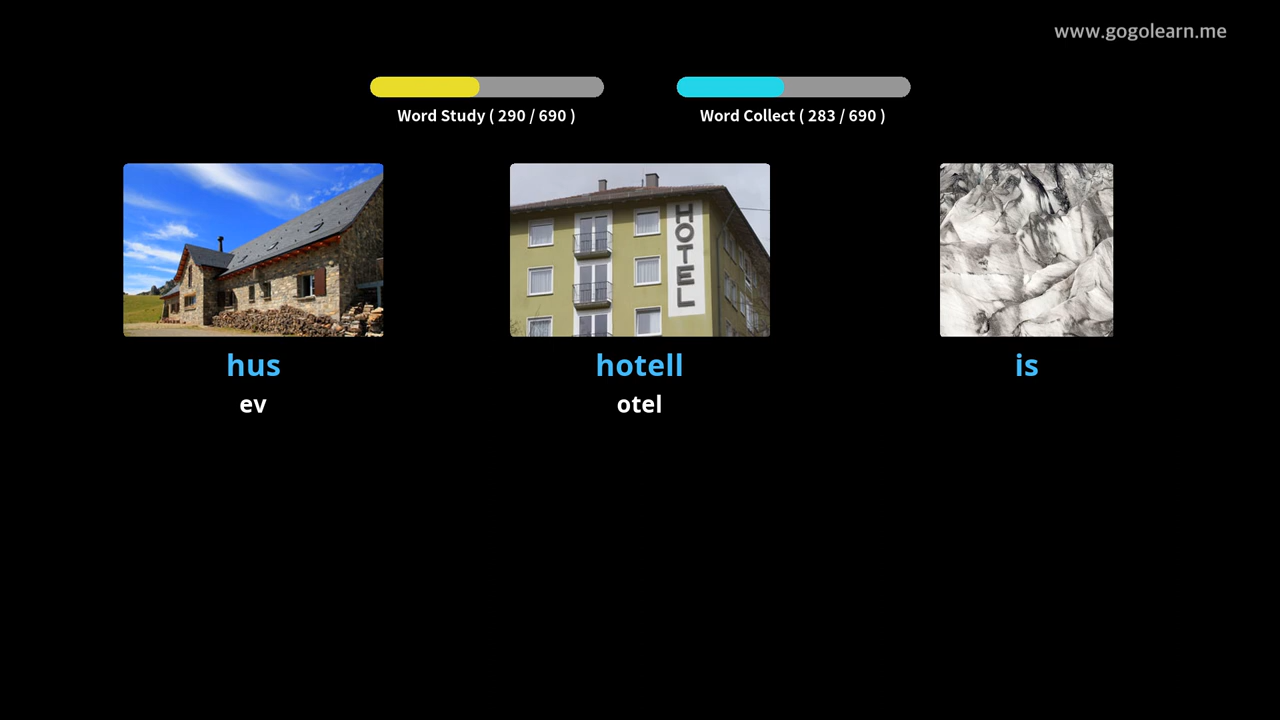 www.gogolearn.me
Word Study ( 290 / 690 )
Word Collect ( 283 / 690 )
HOTEL
hus
hotell
is
ev
otel